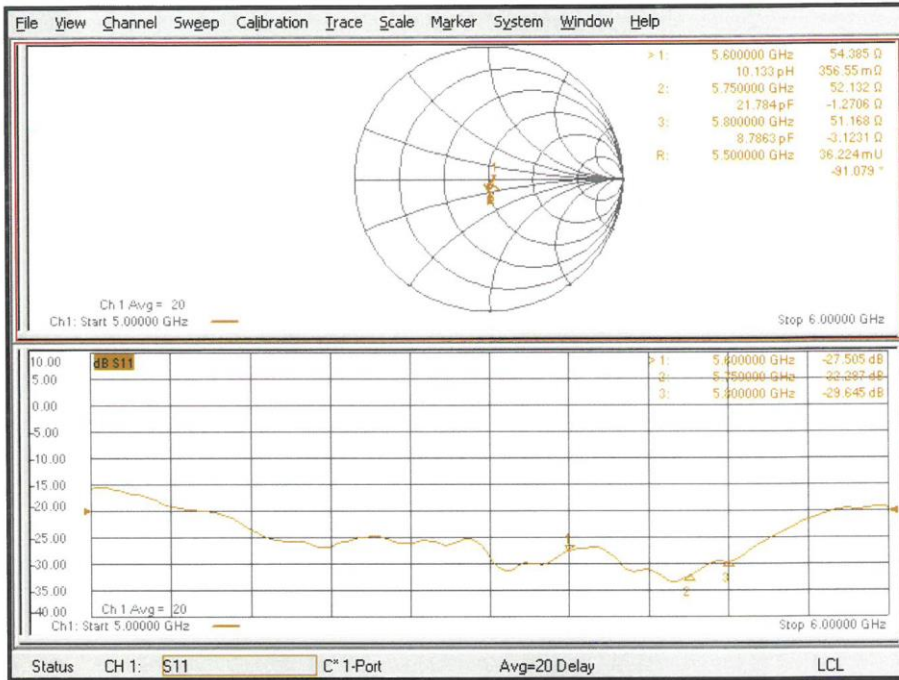 File View Channel Sweep Calibration Trace Scale Marker System Window Help
> 1: 5.600000 GHz 54.385 Ω
10.133 pH 356.55 mΩ
2: 5.750000 GHz 52.132 Ω
21.784 pF -1.2706 Ω
3: 5.800000 GHz 51.168 Ω
8.7863 pF -3.1231 Ω
R: 5.500000 GHz 36.224 mU
-91.079 °
1
Ch 1 Avg = 20
Ch1: Start 5.00000 GHz
Stop 6.00000 GHz
10.00
dB S11
> 1: 5.600000 GHz -27.505 dB
5.00
2: 5.750000 GHz -32.397 dB
3: 5.800000 GHz -29.645 dB
0.00
-5.00
-10.00
-15.00
-20.00
-25.00
1
-30.00
2
3
-35.00
-40.00
Ch 1 Avg = 20
Ch1: Start 5.00000 GHz
Stop 6.00000 GHz
Status CH 1: S11 C* 1-Port Avg=20 Delay LCL